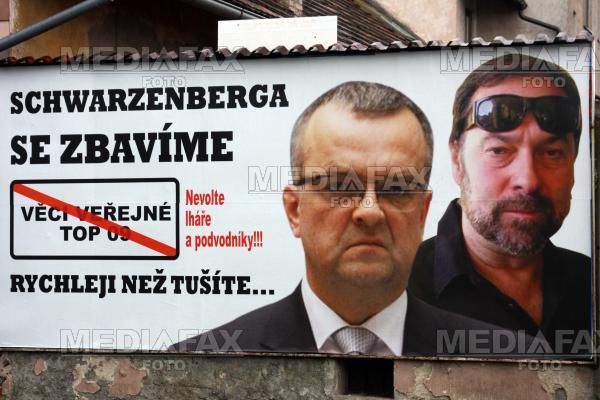 MEDIAFAX
FOTO
MEDIAFAX
FOTO
SCHWARZENBERGA
SE ZBAVÍME
VĚCI VEŘEJNÉ
TOP 09
Nevolte
lháře
a podvodníky!!!
RYCHLEJI NEŽ TUŠÍTE...
MEDIAFAX
FOTO
MEDIAFAX
FOTO
MEDIAFAX
FOTO